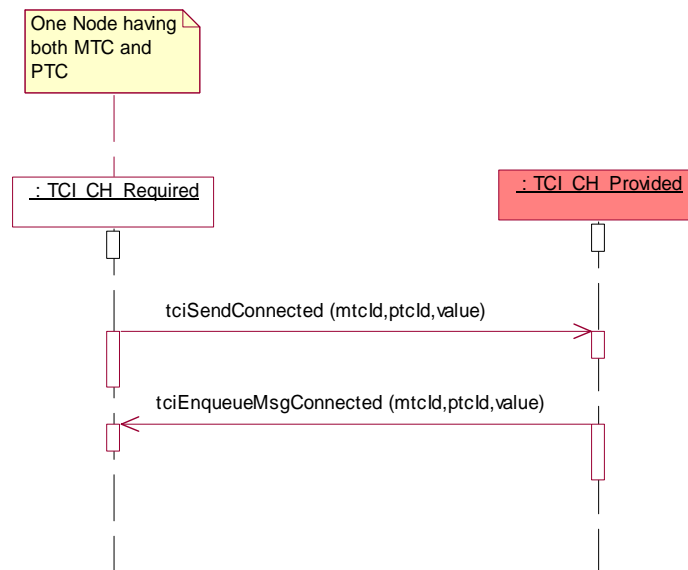 One Node having
both MTC and
PTC
: TCI_CH_Required
: TCI_CH_Provided
tciSendConnected (mtcId,ptcId,value)
tciEnqueueMsgConnected (mtcId,ptcId,value)